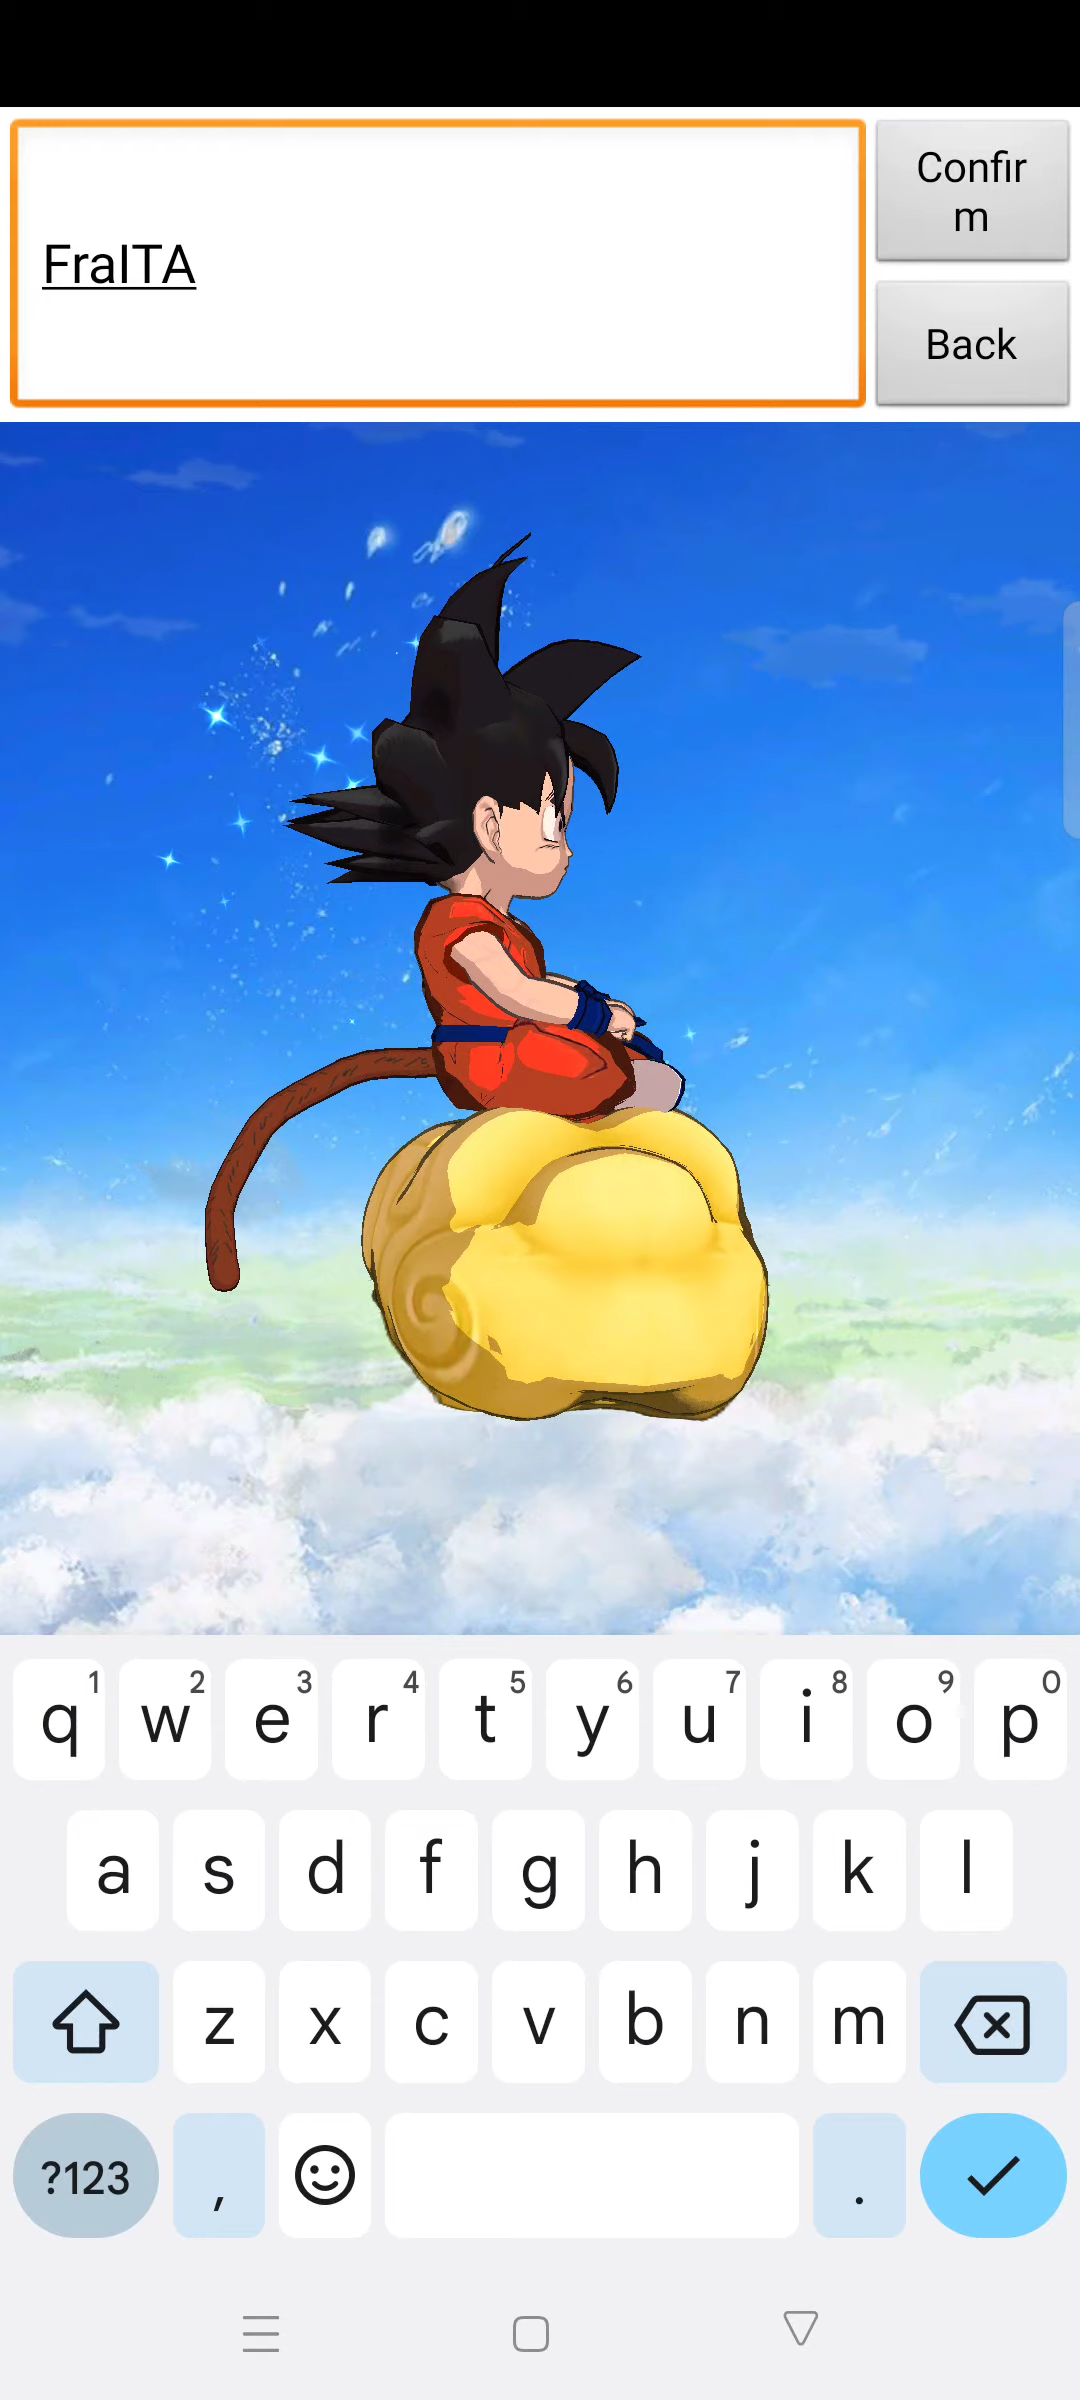 FraITA
Confir
m
Back
1 2 3 4 5 6 7 8 9 0
q w e r t y u i o p
a s d f g h j k l
z x c v b n m
?123 , .